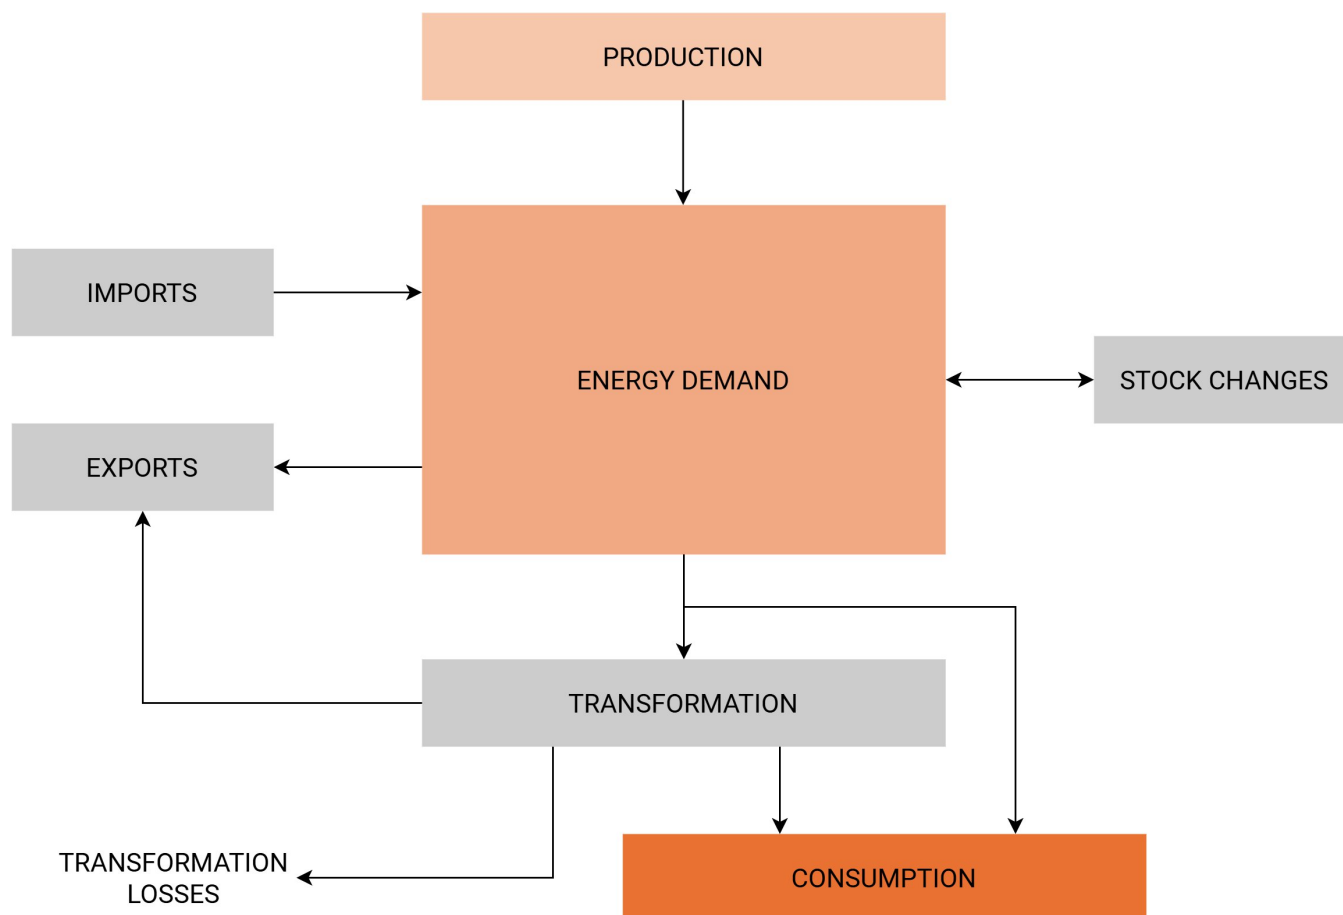 PRODUCTION
IMPORTS
ENERGY DEMAND
STOCK CHANGES
EXPORTS
TRANSFORMATION
TRANSFORMATION
LOSSES
CONSUMPTION